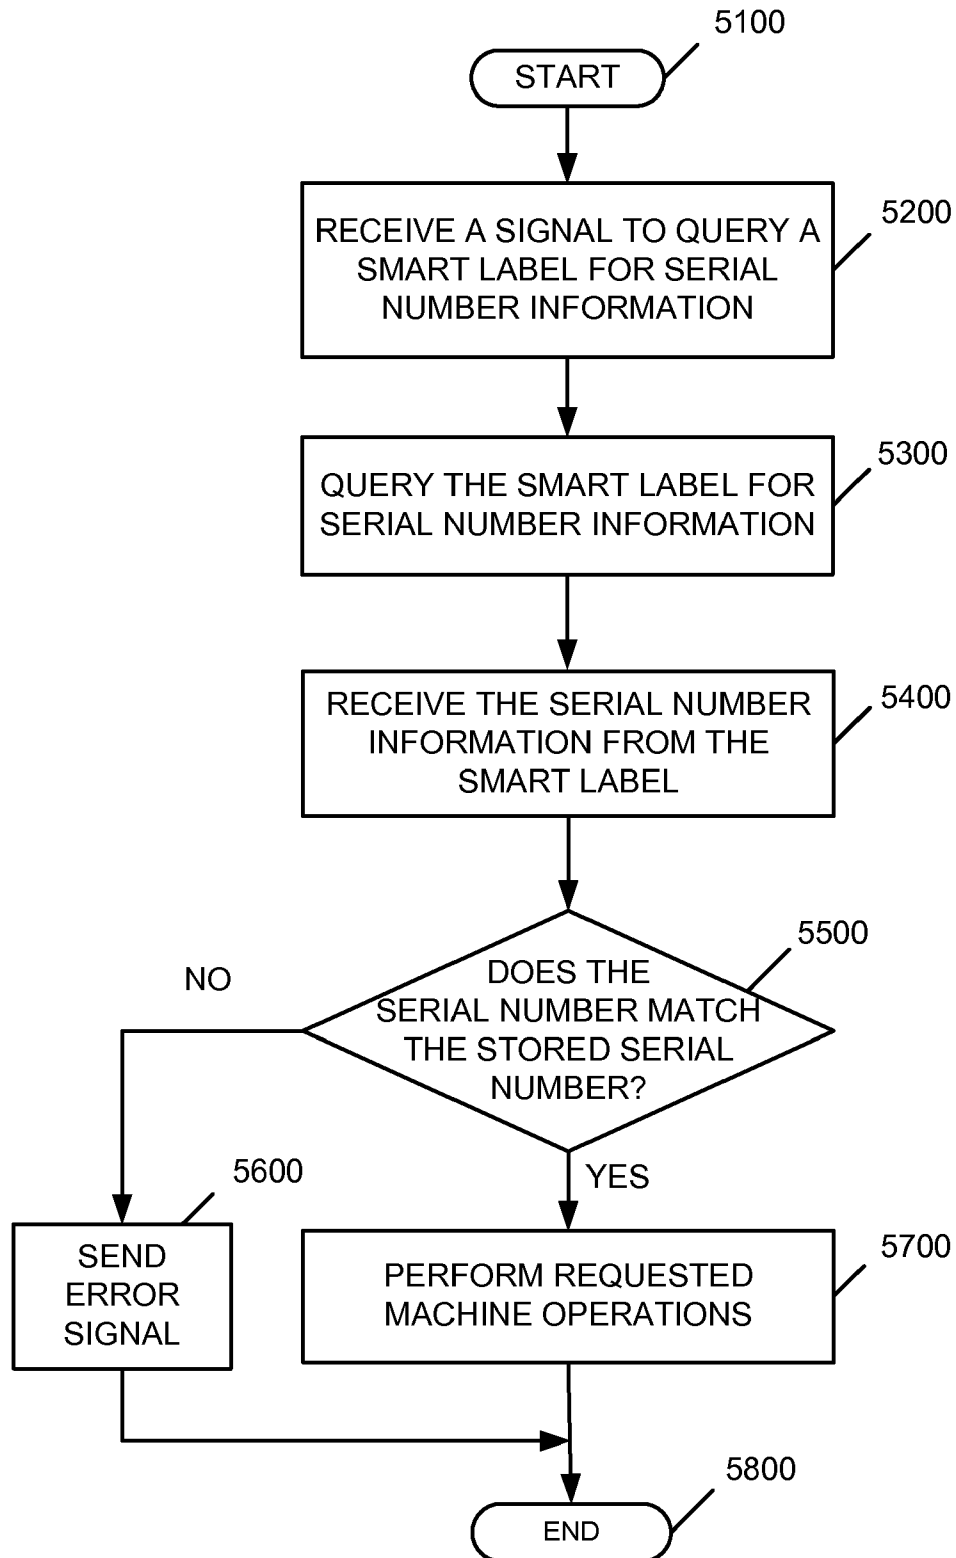 5100
START
5200
RECEIVE A SIGNAL TO QUERY A
SMART LABEL FOR SERIAL
NUMBER INFORMATION
5300
QUERY THE SMART LABEL FOR
SERIAL NUMBER INFORMATION
5400
RECEIVE THE SERIAL NUMBER
INFORMATION FROM THE
SMART LABEL
5500
NO
DOES THE
SERIAL NUMBER MATCH
THE STORED SERIAL
NUMBER?
YES
5600
SEND
ERROR
SIGNAL
5700
PERFORM REQUESTED
MACHINE OPERATIONS
5800
END